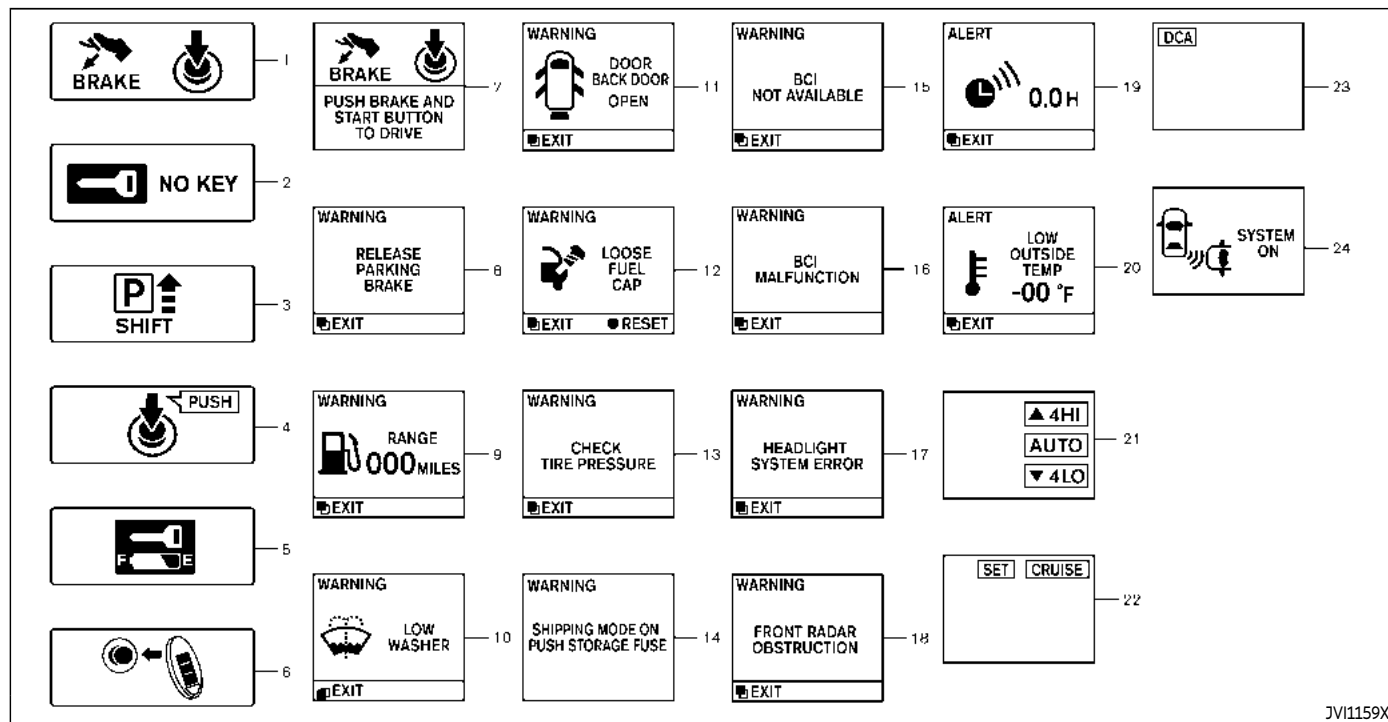 BRAKE
1
NO KEY
2
P
SHIFT
3
PUSH
4
F E
5
6
BRAKE
PUSH BRAKE AND
START BUTTON
TO DRIVE
7
WARNING
RELEASE
PARKING
BRAKE
EXIT
8
WARNING
RANGE
000 MILES
EXIT
9
WARNING
LOW
WASHER
EXIT
10
WARNING
DOOR
BACK DOOR
OPEN
EXIT
11
WARNING
LOOSE
FUEL
CAP
EXIT RESET
12
WARNING
CHECK
TIRE PRESSURE
13
WARNING
SHIPPING MODE ON
PUSH STORAGE FUSE
14
WARNING
BCI
NOT AVAILABLE
EXIT
15
WARNING
BCI
MALFUNCTION
EXIT
16
WARNING
HEADLIGHT
SYSTEM ERROR
EXIT
17
WARNING
FRONT RADAR
OBSTRUCTION
EXIT
18
ALERT
0.0 H
EXIT
19
ALERT
LOW
OUTSIDE
TEMP
-00 °F
EXIT
20
▲ 4HI
AUTO
▼ 4LO
21
SET CRUISE
22
DCA
23
SYSTEM
ON
24
JVI1159X